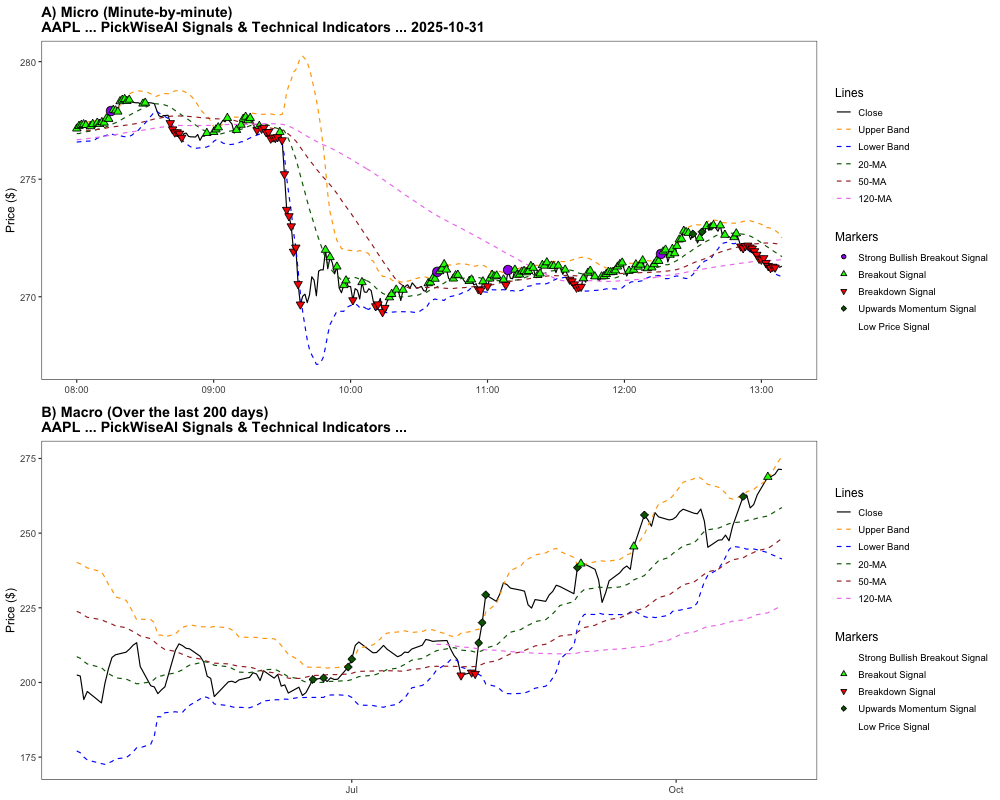 A) Micro (Minute-by-minute)
AAPL ... PickWiseAI Signals & Technical Indicators ... 2025-10-31
Price ($)
280
275
270
08:00
09:00
10:00
11:00
12:00
13:00
Lines
Close
Upper Band
Lower Band
20-MA
50-MA
120-MA
Markers
Strong Bullish Breakout Signal
Breakout Signal
Breakdown Signal
Upwards Momentum Signal
Low Price Signal
B) Macro (Over the last 200 days)
AAPL ... PickWiseAI Signals & Technical Indicators ...
Price ($)
275
250
225
200
175
Jul
Oct
Lines
Close
Upper Band
Lower Band
20-MA
50-MA
120-MA
Markers
Strong Bullish Breakout Signal
Breakout Signal
Breakdown Signal
Upwards Momentum Signal
Low Price Signal